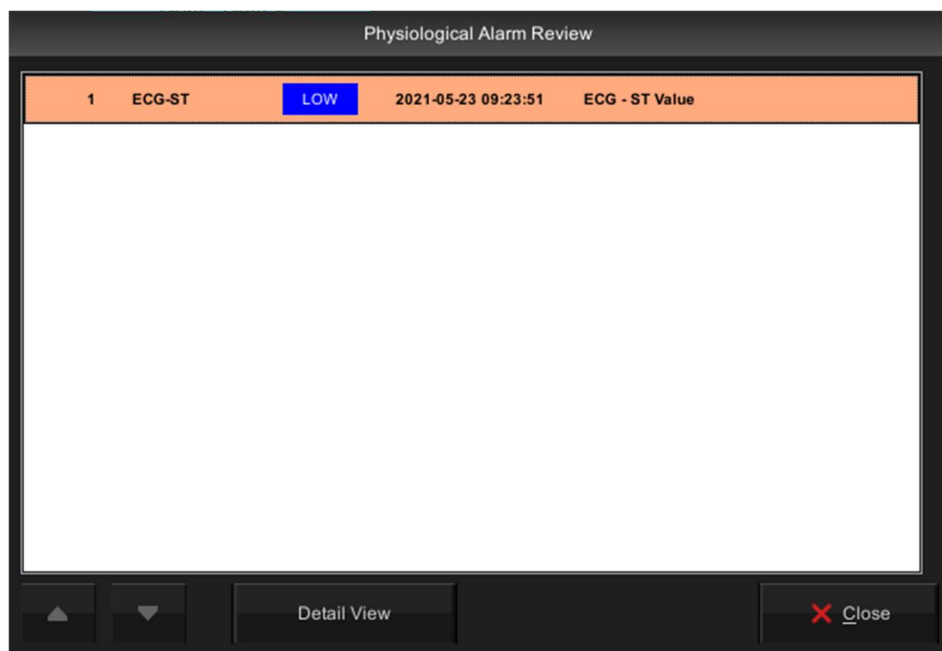 Physiological Alarm Review
1 ECG-ST LOW 2021-05-23 09:23:51 ECG - ST Value
Detail View
Close